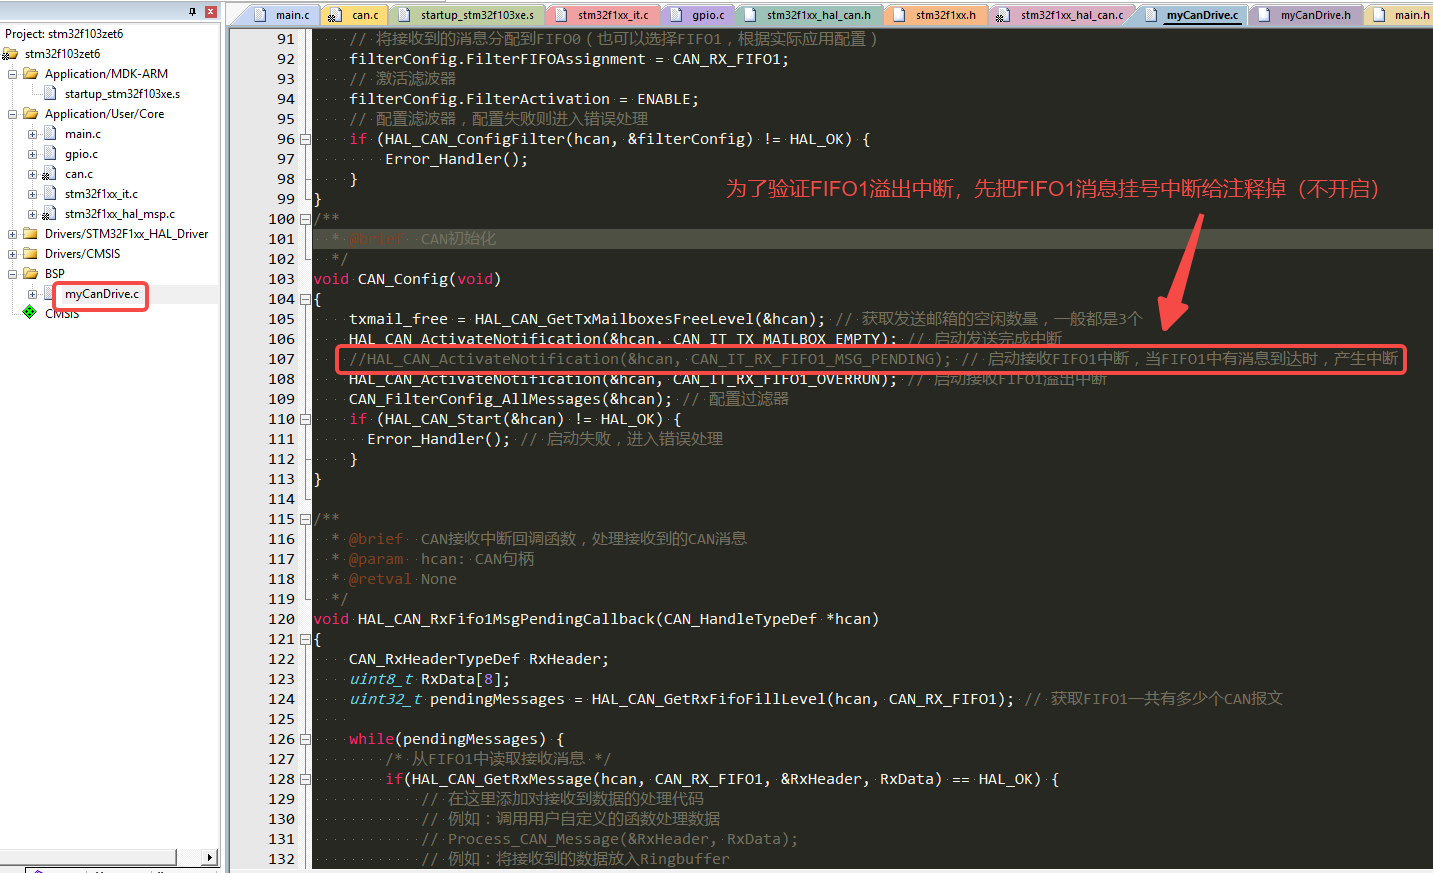 Project: stm32f103zet6
stm32f103zet6
Application/MDK-ARM
startup_stm32f103xe.s
Application/User/Core
main.c
gpio.c
can.c
stm32f1xx_it.c
stm32f1xx_hal_msp.c
Drivers/STM32F1xx_HAL_Driver
Drivers/CMSIS
BSP
myCanDrive.c
CMSIS
main.c can.c startup_stm32f103xe.s stm32f1xx_it.c gpio.c stm32f1xx_hal_can.h stm32f1xx.h stm32f1xx_hal_can.c myCanDrive.c myCanDrive.h main.h
91 // 将接收到的消息分配到FIFO0（也可以选择FIFO1，根据实际应用配置）
92 filterConfig.FilterFIFOAssignment = CAN_RX_FIFO1;
93 // 激活滤波器
94 filterConfig.FilterActivation = ENABLE;
95 // 配置滤波器，配置失败则进入错误处理
96 if (HAL_CAN_ConfigFilter(hcan, &filterConfig) != HAL_OK) {
97 Error_Handler();
98 }
为了验证FIFO1溢出中断，先把FIFO1消息挂号中断给注释掉（不开启）
99 }
100 /**
101 * @brief CAN初始化
102 */
103 void CAN_Config(void)
104 {
105 txmail_free = HAL_CAN_GetTxMailboxesFreeLevel(&hcan); // 获取发送邮箱的空闲数量，一般都是3个
106 HAL_CAN_ActivateNotification(&hcan, CAN_IT_TX_MAILBOX_EMPTY); // 启动发送完成中断
107 //HAL_CAN_ActivateNotification(&hcan, CAN_IT_RX_FIFO1_MSG_PENDING); // 启动接收FIFO1中断，当FIFO1中有消息到达时，产生中断
108 HAL_CAN_ActivateNotification(&hcan, CAN_IT_RX_FIFO1_OVERRUN); // 启动接收FIFO1溢出中断
109 CAN_FilterConfig_AllMessages(&hcan); // 配置过滤器
110 if (HAL_CAN_Start(&hcan) != HAL_OK) {
111 Error_Handler(); // 启动失败，进入错误处理
112 }
113 }
114
115 /**
116 * @brief CAN接收中断回调函数，处理接收到的CAN消息
117 * @param hcan: CAN句柄
118 * @retval None
119 */
120 void HAL_CAN_RxFifo1MsgPendingCallback(CAN_HandleTypeDef *hcan)
121 {
122 CAN_RxHeaderTypeDef RxHeader;
123 uint8_t RxData[8];
124 uint32_t pendingMessages = HAL_CAN_GetRxFifoFillLevel(hcan, CAN_RX_FIFO1); // 获取FIFO1一共有多少个CAN报文
125
126 while(pendingMessages) {
127 /* 从FIFO1中读取接收消息 */
128 if(HAL_CAN_GetRxMessage(hcan, CAN_RX_FIFO1, &RxHeader, RxData) == HAL_OK) {
129 // 在这里添加对接收到数据的处理代码
130 // 例如：调用用户自定义的函数处理数据
131 // Process_CAN_Message(&RxHeader, RxData);
132 // 例如：将接收到的数据放入Ringbuffer